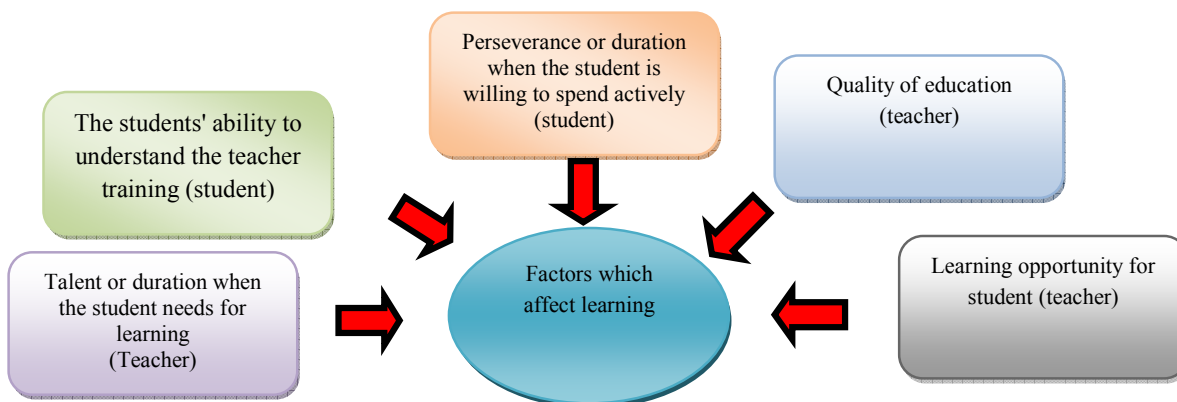 Perseverance or duration
when the student is
willing to spend actively
(student)
Quality of education
(teacher)
The students' ability to
understand the teacher
training (student)
Talent or duration when
the student needs for
learning
(Teacher)
Factors which
affect learning
Learning opportunity for
student (teacher)